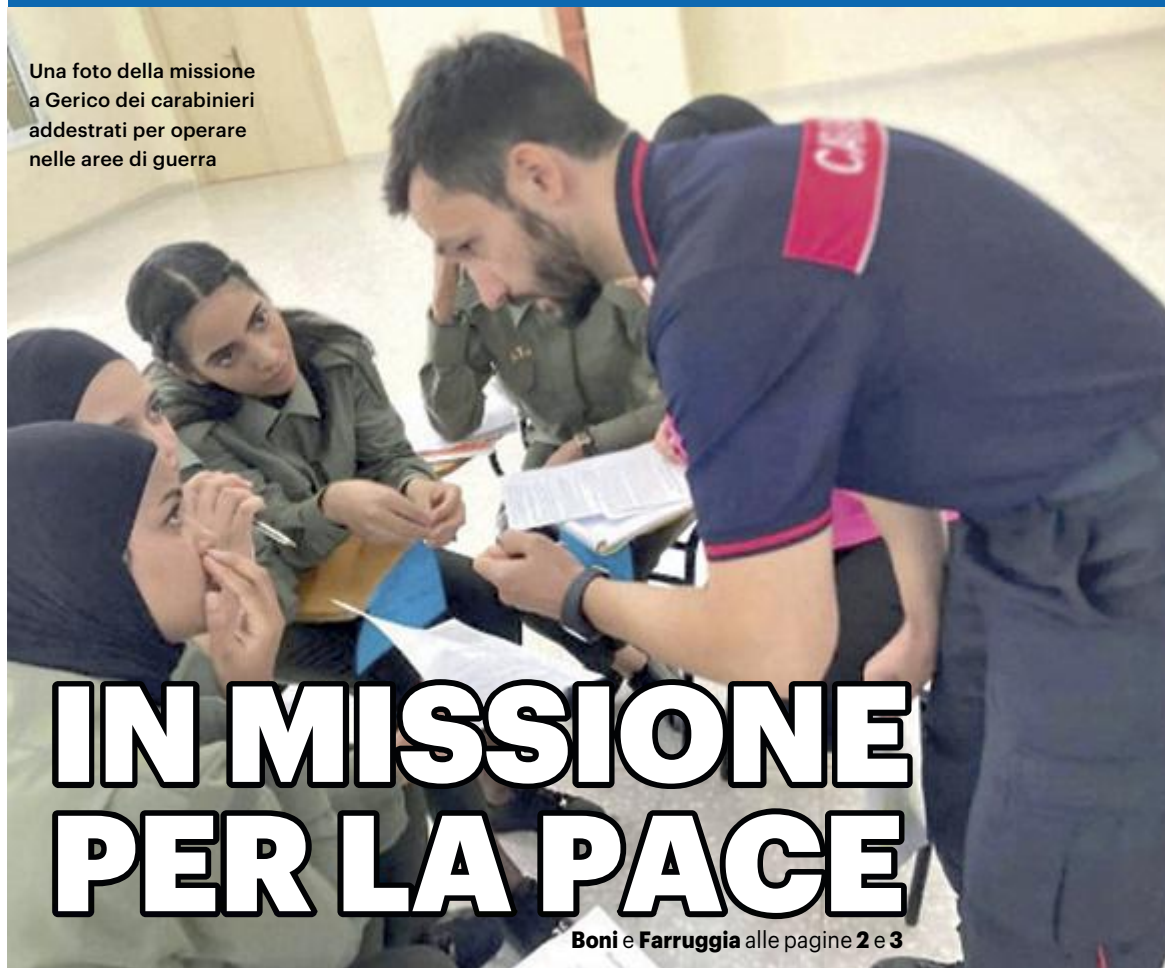 Una foto della missione
a Gerico dei carabinieri
addestrati per operare
nelle aree di guerra
IN MISSIONE
PER LA PACE
Boni e Farruggia alle pagine 2 e 3